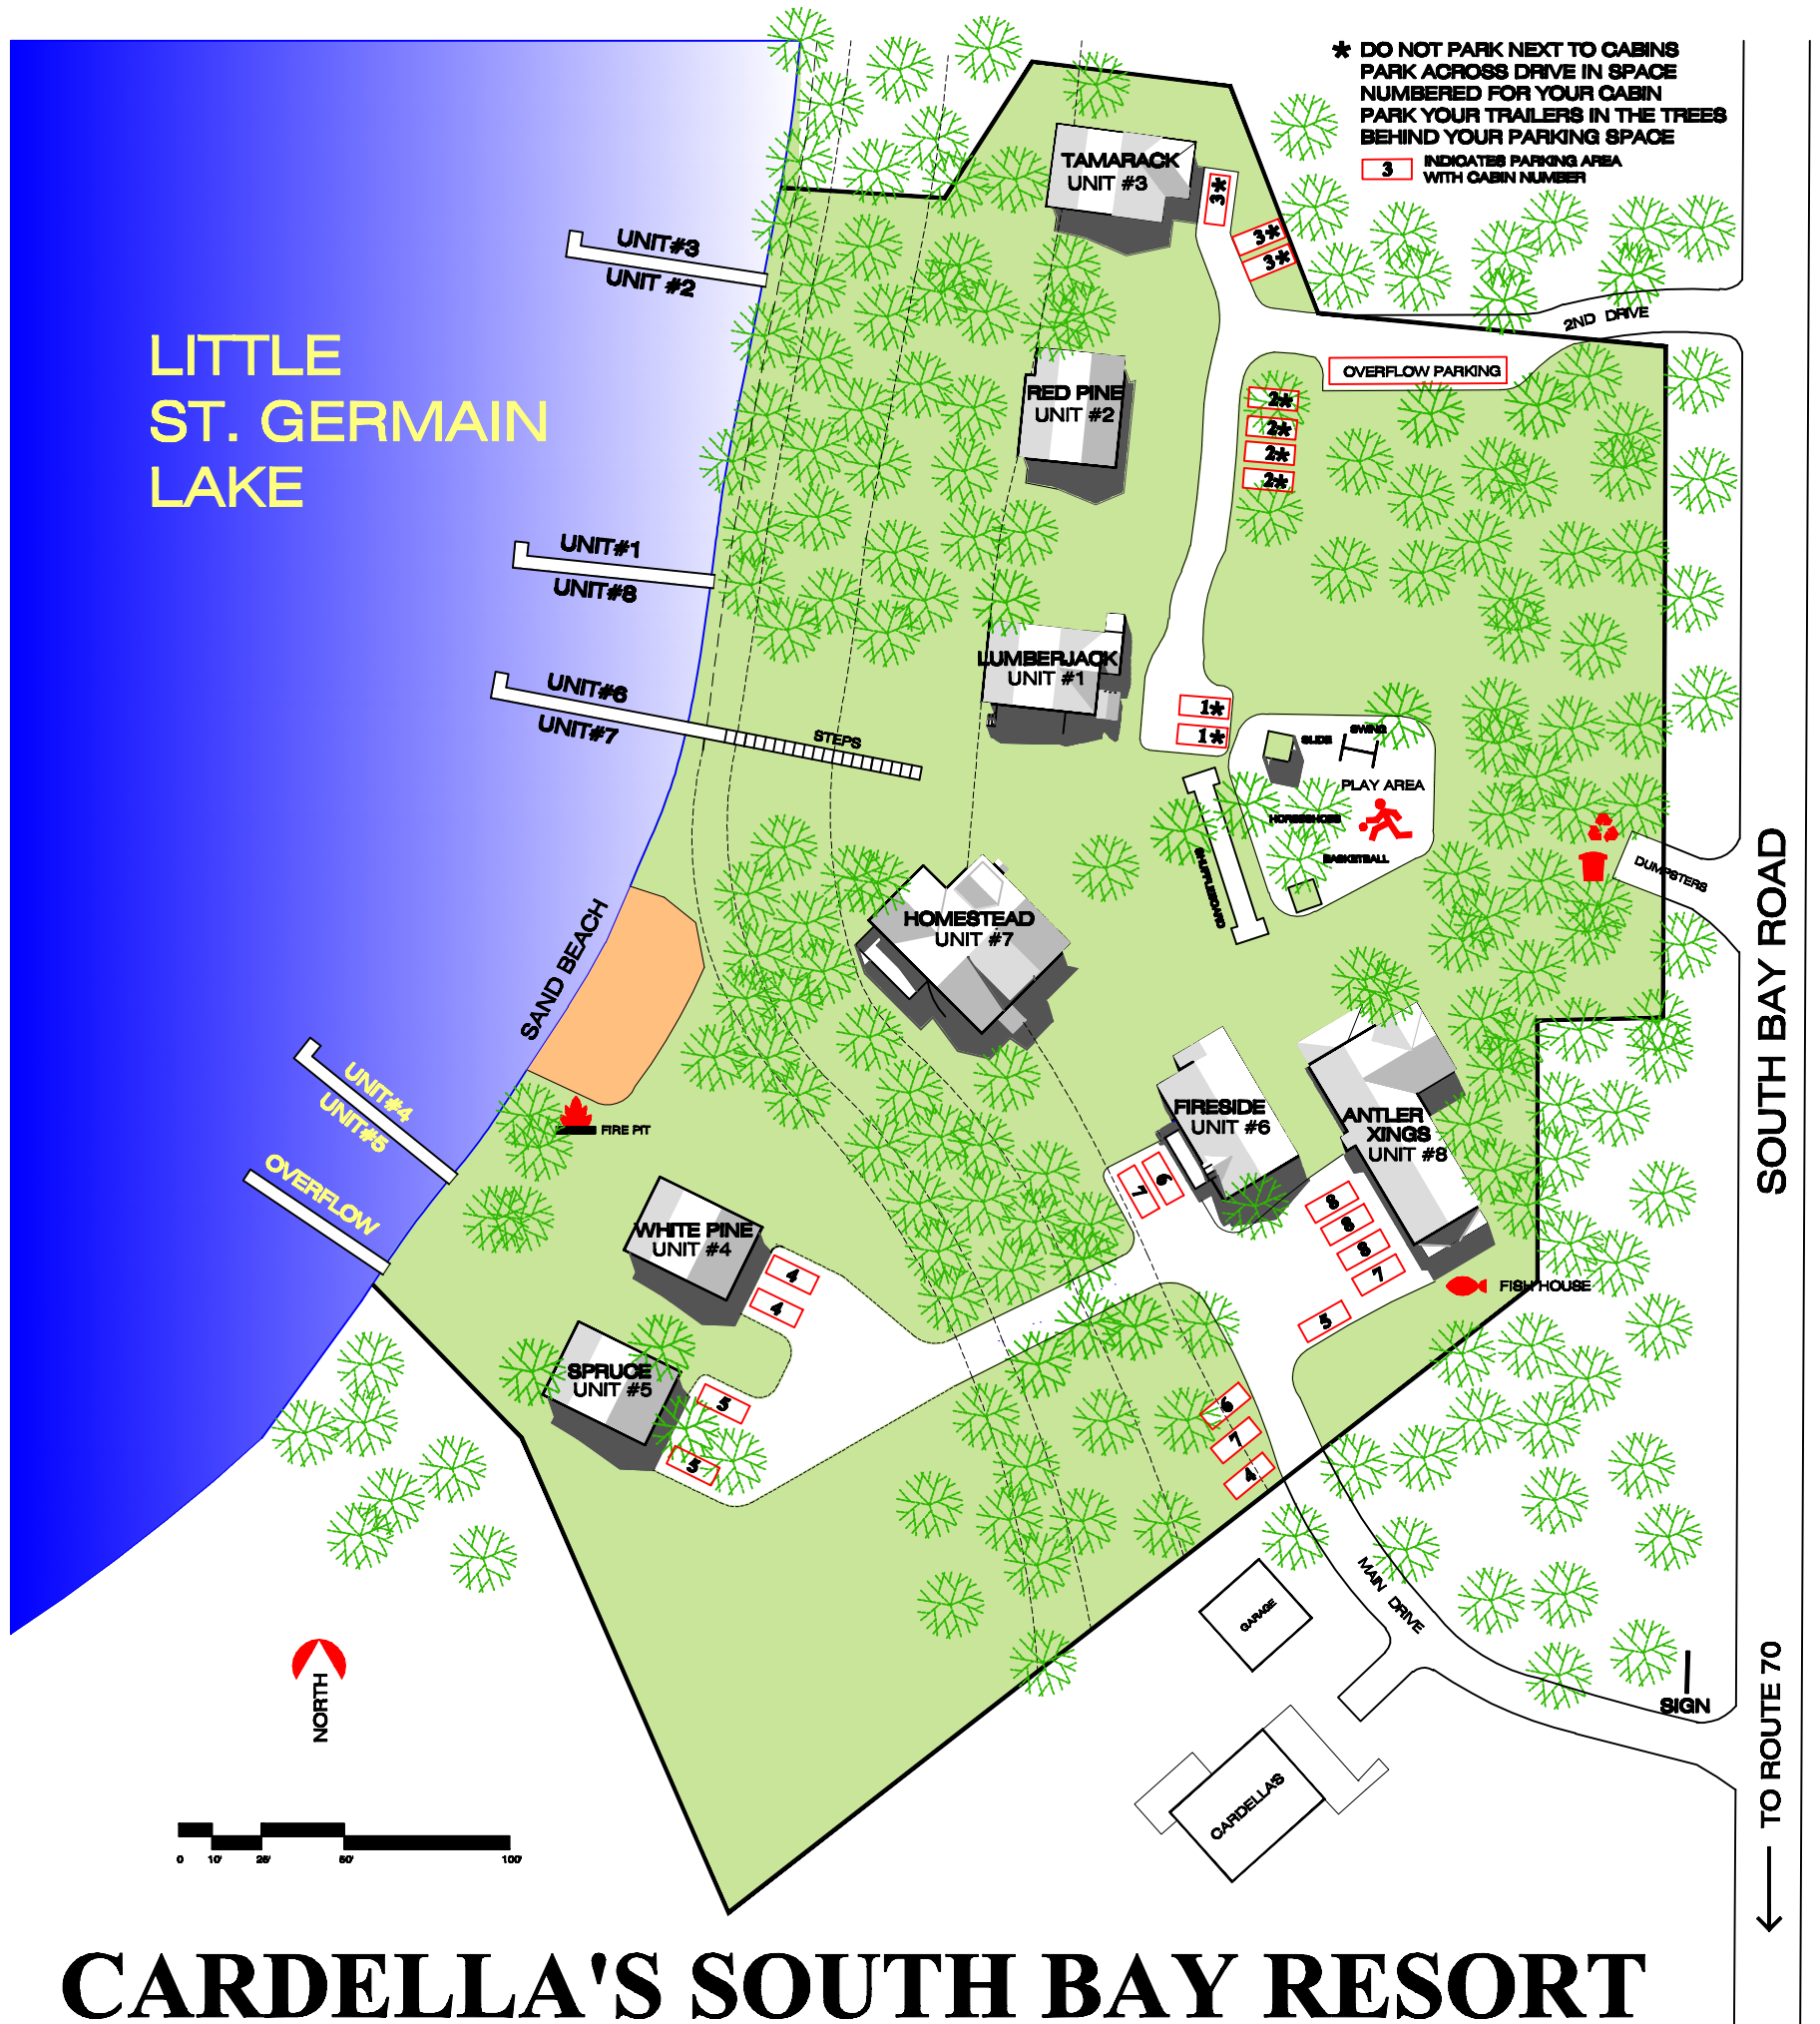 * DO NOT PARK NEXT TO CABINS
PARK ACROSS DRIVE IN SPACE
NUMBERED FOR YOUR CABIN
PARK YOUR TRAILERS IN THE TREES
BEHIND YOUR PARKING SPACE
3 INDICATES PARKING AREA
WITH CABIN NUMBER
TAMARACK
UNIT #3
3*
3*
3*
UNIT#3
UNIT #2
2ND DRIVE
OVERFLOW PARKING
LITTLE
ST. GERMAIN
LAKE
RED PINE
UNIT #2
2*
2*
2*
2*
UNIT#1
UNIT#8
LUMBERJACK
UNIT #1
1*
1*
UNIT#6
UNIT#7
STEPS
SLIDE
SWING
PLAY AREA
HORSESHOES
BASKETBALL
SHUFFLEBOARD
DUMPSTERS
SOUTH BAY ROAD
HOMESTEAD
UNIT #7
SAND BEACH
FIRE PIT
UNIT#4
UNIT#5
OVERFLOW
FIRESIDE
UNIT #6
ANTLER
XINGS
UNIT #8
7
6
8
8
8
7
5
FISH HOUSE
WHITE PINE
UNIT #4
4
4
SPRUCE
UNIT #5
5
5
6
7
4
MAIN DRIVE
GARAGE
CARDELLA'S
SIGN
TO ROUTE 70
NORTH
0 10' 25' 50' 100'
CARDELLA'S SOUTH BAY RESORT